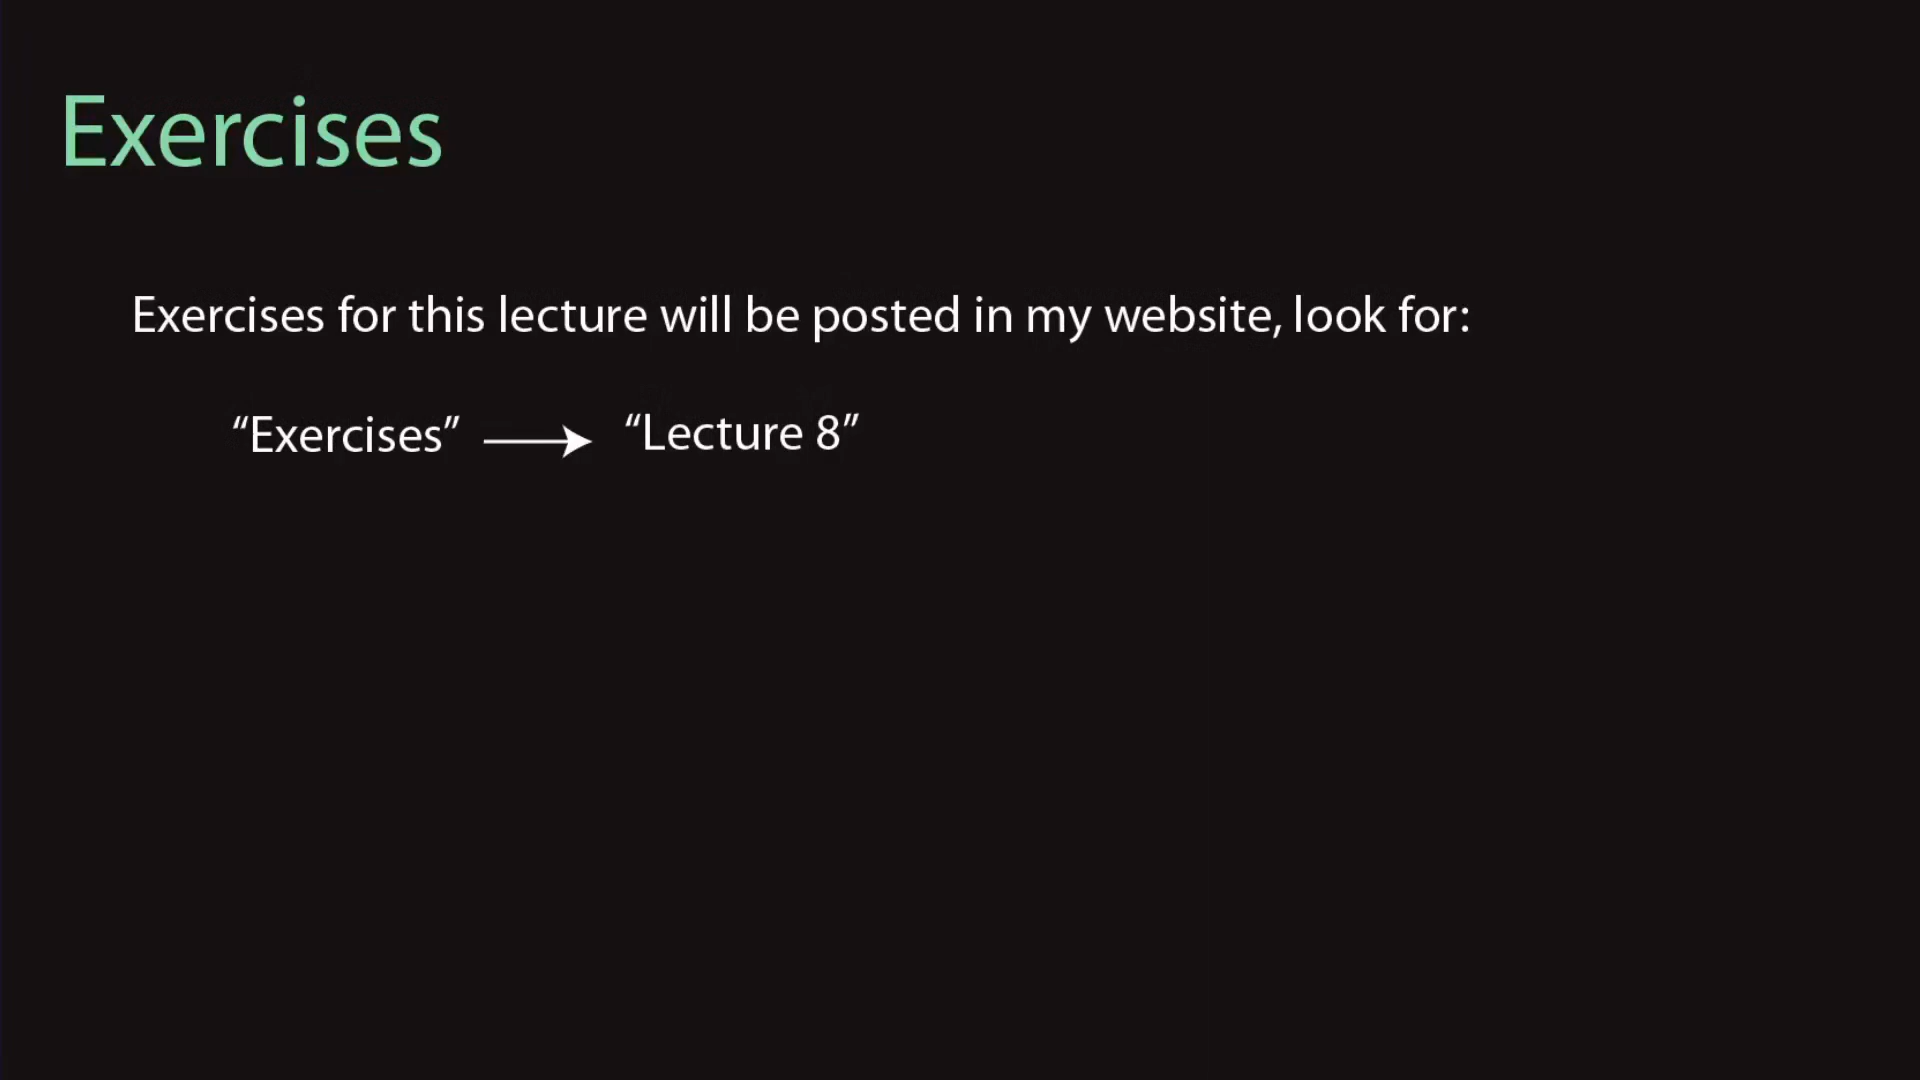 Exercises
Exercises for this lecture will be posted in my website, look for:
“Exercises” ⟶ “Lecture 8”